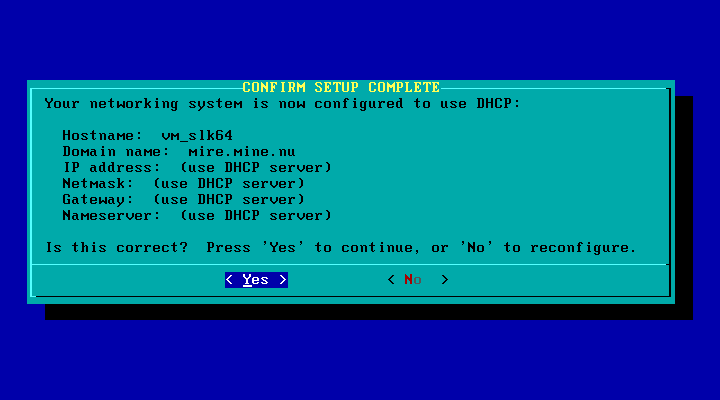 CONFIRM SETUP COMPLETE
Your networking system is now configured to use DHCP:
Hostname:  vm_slk64
Domain name:  mire.mine.nu
IP address:  (use DHCP server)
Netmask:  (use DHCP server)
Gateway:  (use DHCP server)
Nameserver:  (use DHCP server)
Is this correct?  Press 'Yes' to continue, or 'No' to reconfigure.
< Yes >    < No  >